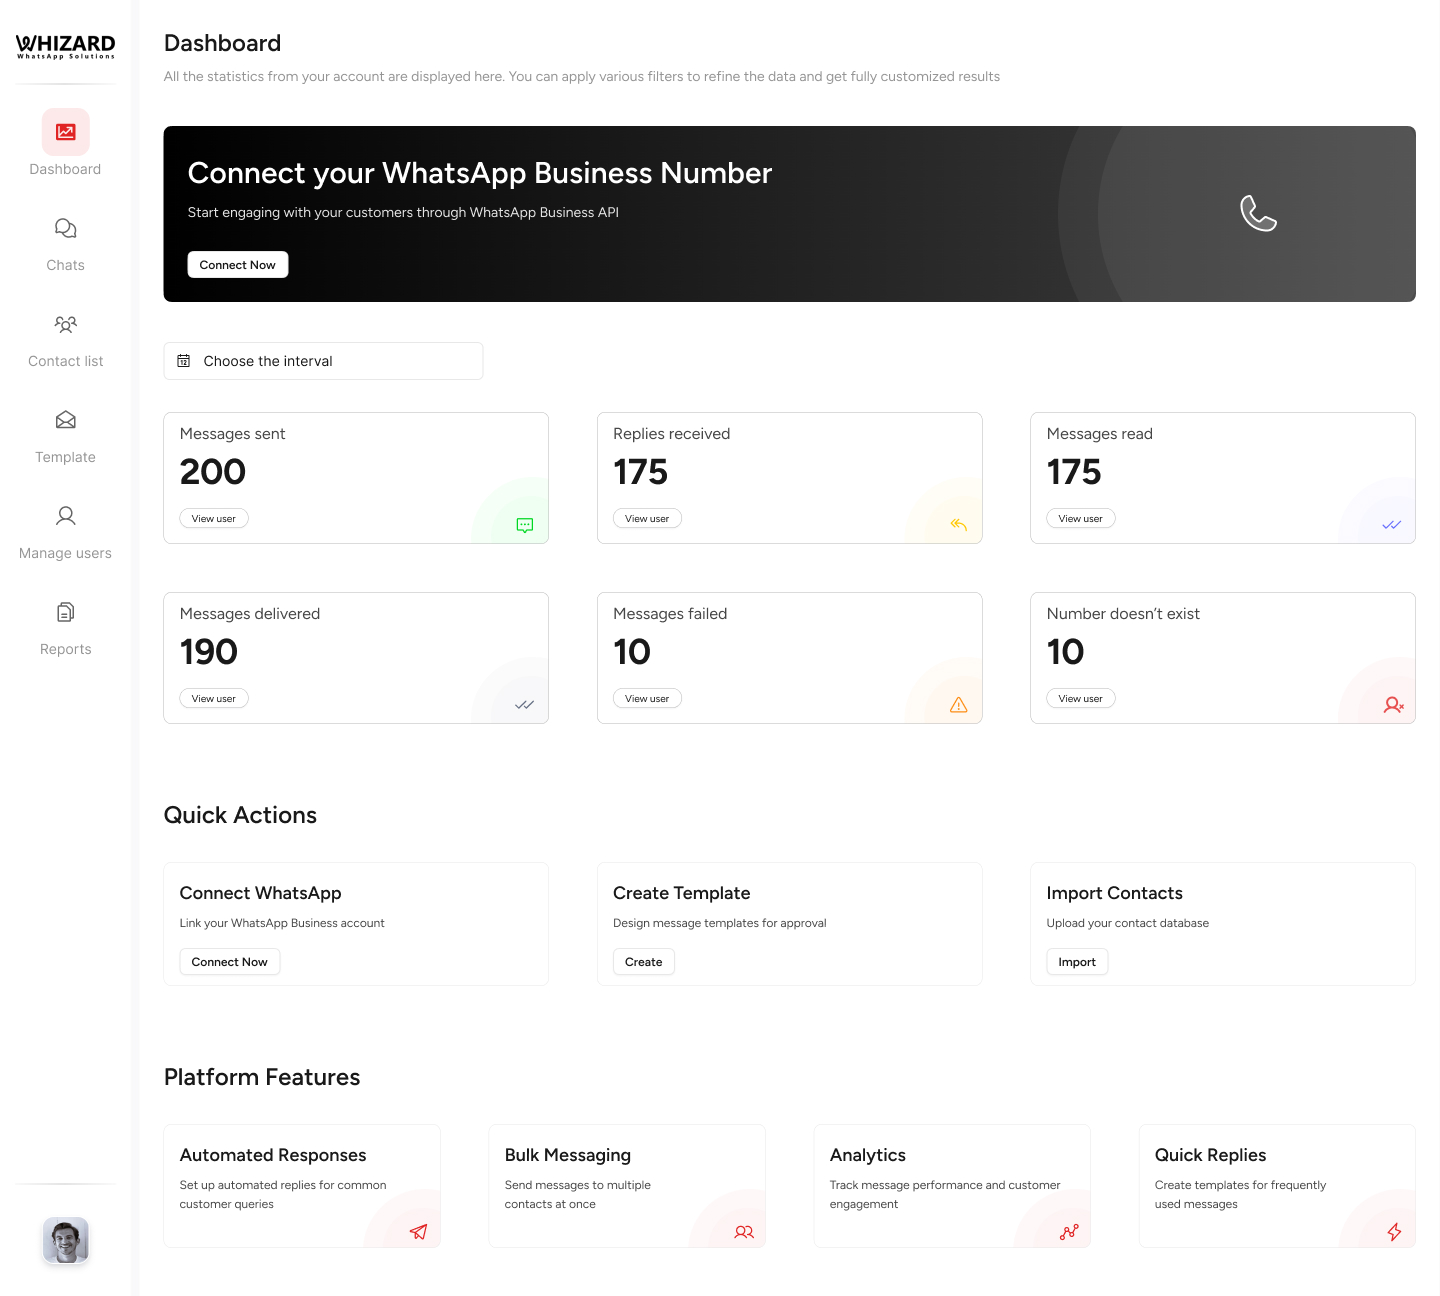 WHIZARD
WhatsApp Solutions
Dashboard
Chats
Contact list
Template
Manage users
Reports
Dashboard
All the statistics from your account are displayed here. You can apply various filters to refine the data and get fully customized results
Connect your WhatsApp Business Number
Start engaging with your customers through WhatsApp Business API
Connect Now
12
Choose the interval
Messages sent
200
View user
Replies received
175
View user
Messages read
175
View user
Messages delivered
190
View user
Messages failed
10
View user
Number doesn’t exist
10
View user
Quick Actions
Connect WhatsApp
Link your WhatsApp Business account
Connect Now
Create Template
Design message templates for approval
Create
Import Contacts
Upload your contact database
Import
Platform Features
Automated Responses
Set up automated replies for common
customer queries
Bulk Messaging
Send messages to multiple
contacts at once
Analytics
Track message performance and customer
engagement
Quick Replies
Create templates for frequently
used messages